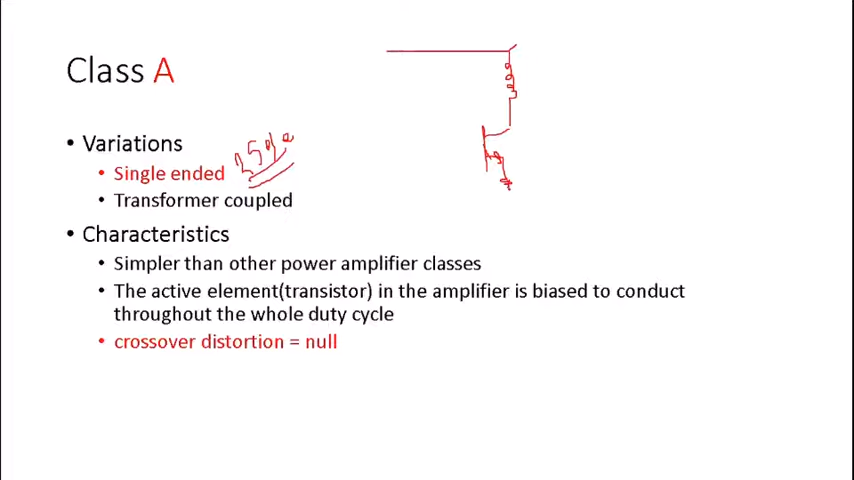 Class A
• Variations
• Single ended 25%
• Transformer coupled
• Characteristics
• Simpler than other power amplifier classes
• The active element(transistor) in the amplifier is biased to conduct
throughout the whole duty cycle
• crossover distortion = null